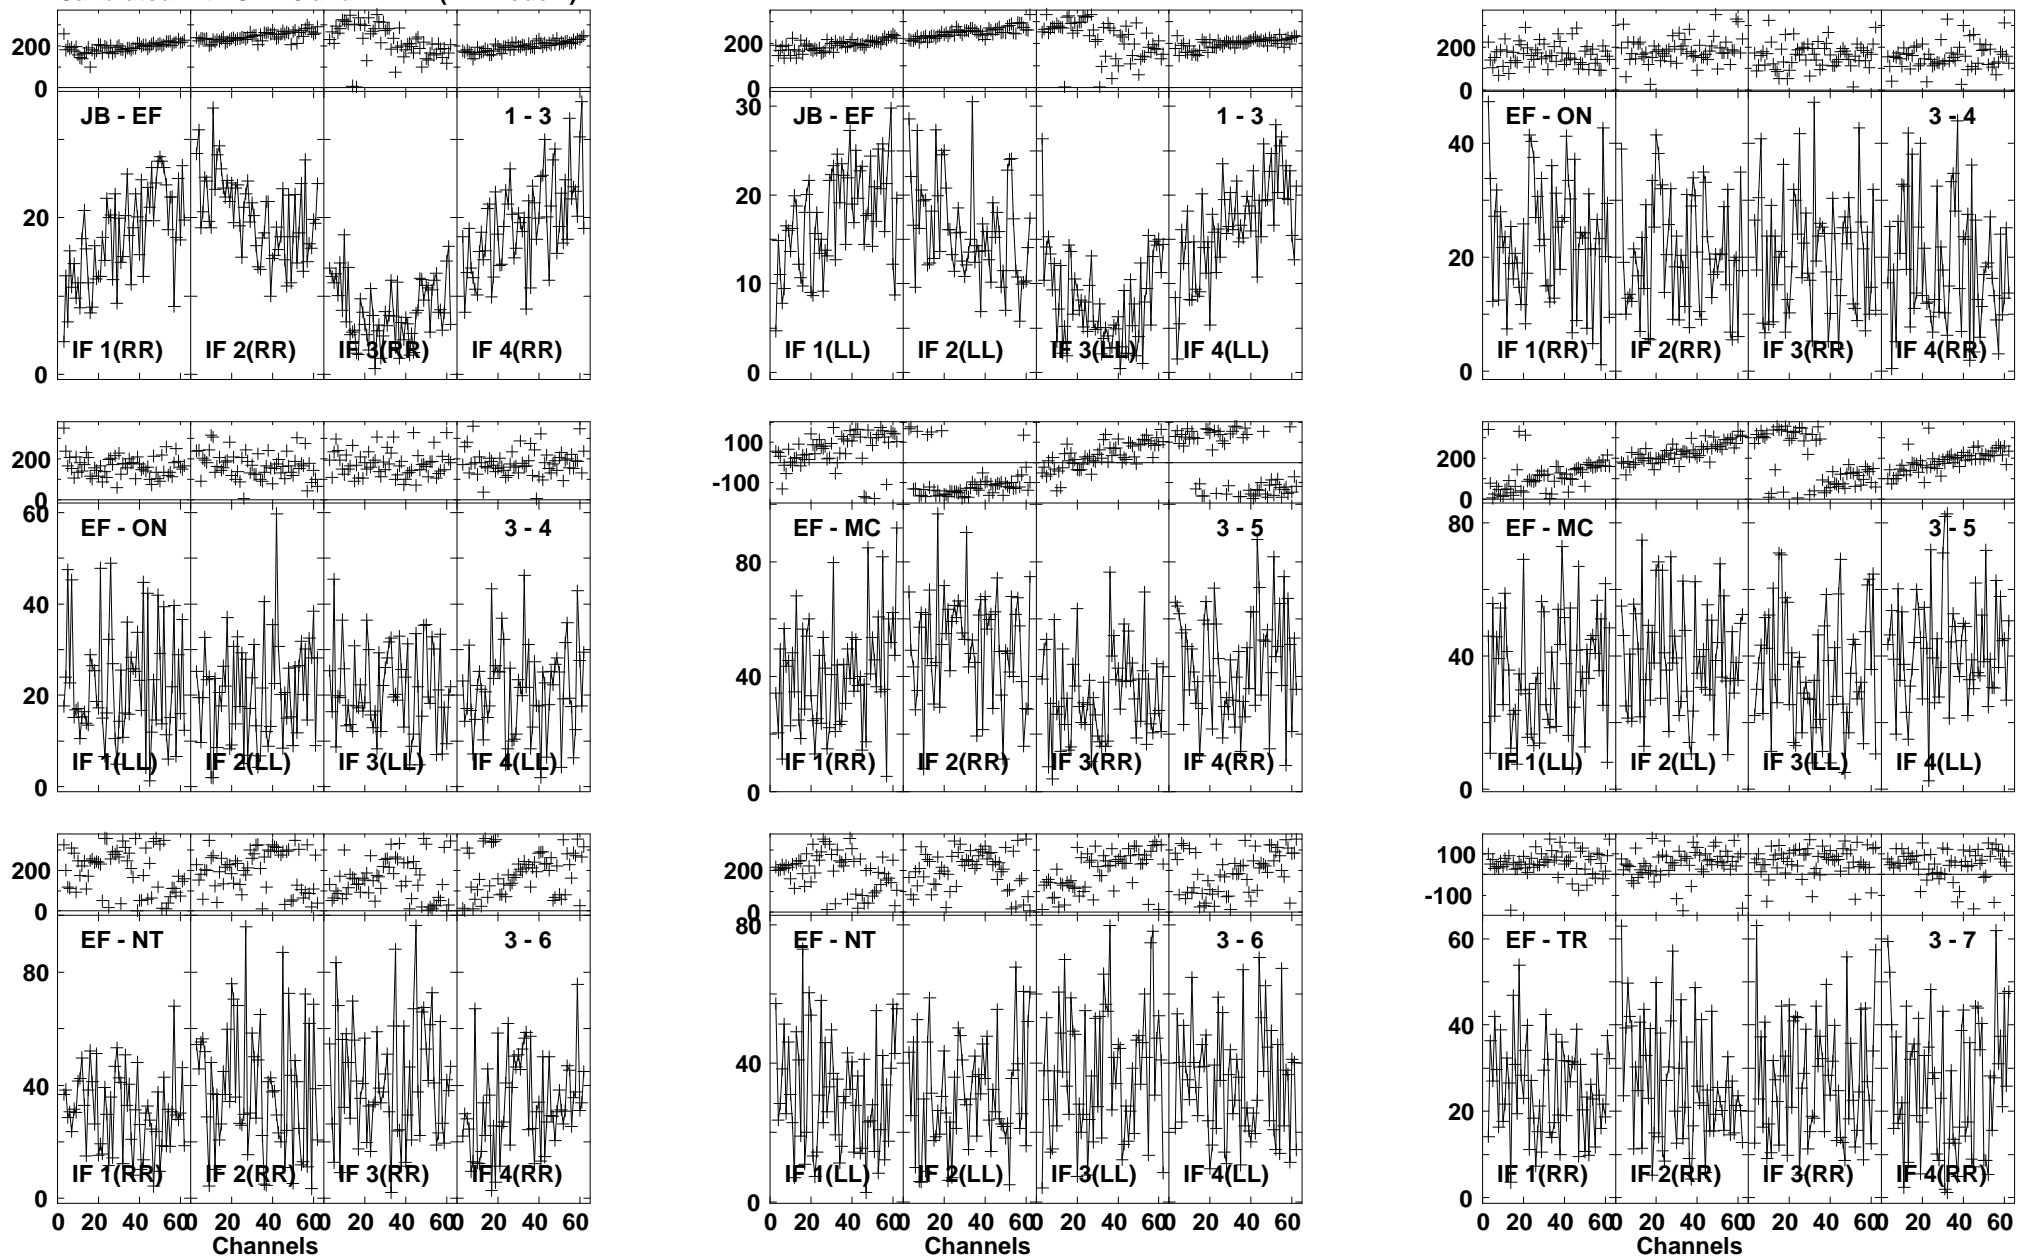 200
0
JB - EF 1 - 3
20
0
IF 1(RR) IF 2(RR) IF 3(RR) IF 4(RR)
200
0
30
JB - EF 1 - 3
20
10
0
IF 1(LL) IF 2(LL) IF 3(LL) IF 4(LL)
200
0
EF - ON 3 - 4
40
20
0
IF 1(RR) IF 2(RR) IF 3(RR) IF 4(RR)
200
0
60
EF - ON 3 - 4
40
20
0
IF 1(LL) IF 2(LL) IF 3(LL) IF 4(LL)
100
-100
EF - MC 3 - 5
80
40
0
IF 1(RR) IF 2(RR) IF 3(RR) IF 4(RR)
200
0
80
EF - MC 3 - 5
40
0
IF 1(LL) IF 2(LL) IF 3(LL) IF 4(LL)
200
0
EF - NT 3 - 6
80
40
0
IF 1(RR) IF 2(RR) IF 3(RR) IF 4(RR)
0 20 40 60 0 20 40 60 0 20 40 60 0 20 40 60
Channels
200
0
80
EF - NT 3 - 6
40
0
IF 1(LL) IF 2(LL) IF 3(LL) IF 4(LL)
0 20 40 60 0 20 40 60 0 20 40 60 0 20 40 60
Channels
100
-100
EF - TR 3 - 7
60
40
20
0
IF 1(RR) IF 2(RR) IF 3(RR) IF 4(RR)
0 20 40 60 0 20 40 60 0 20 40 60 0 20 40 60